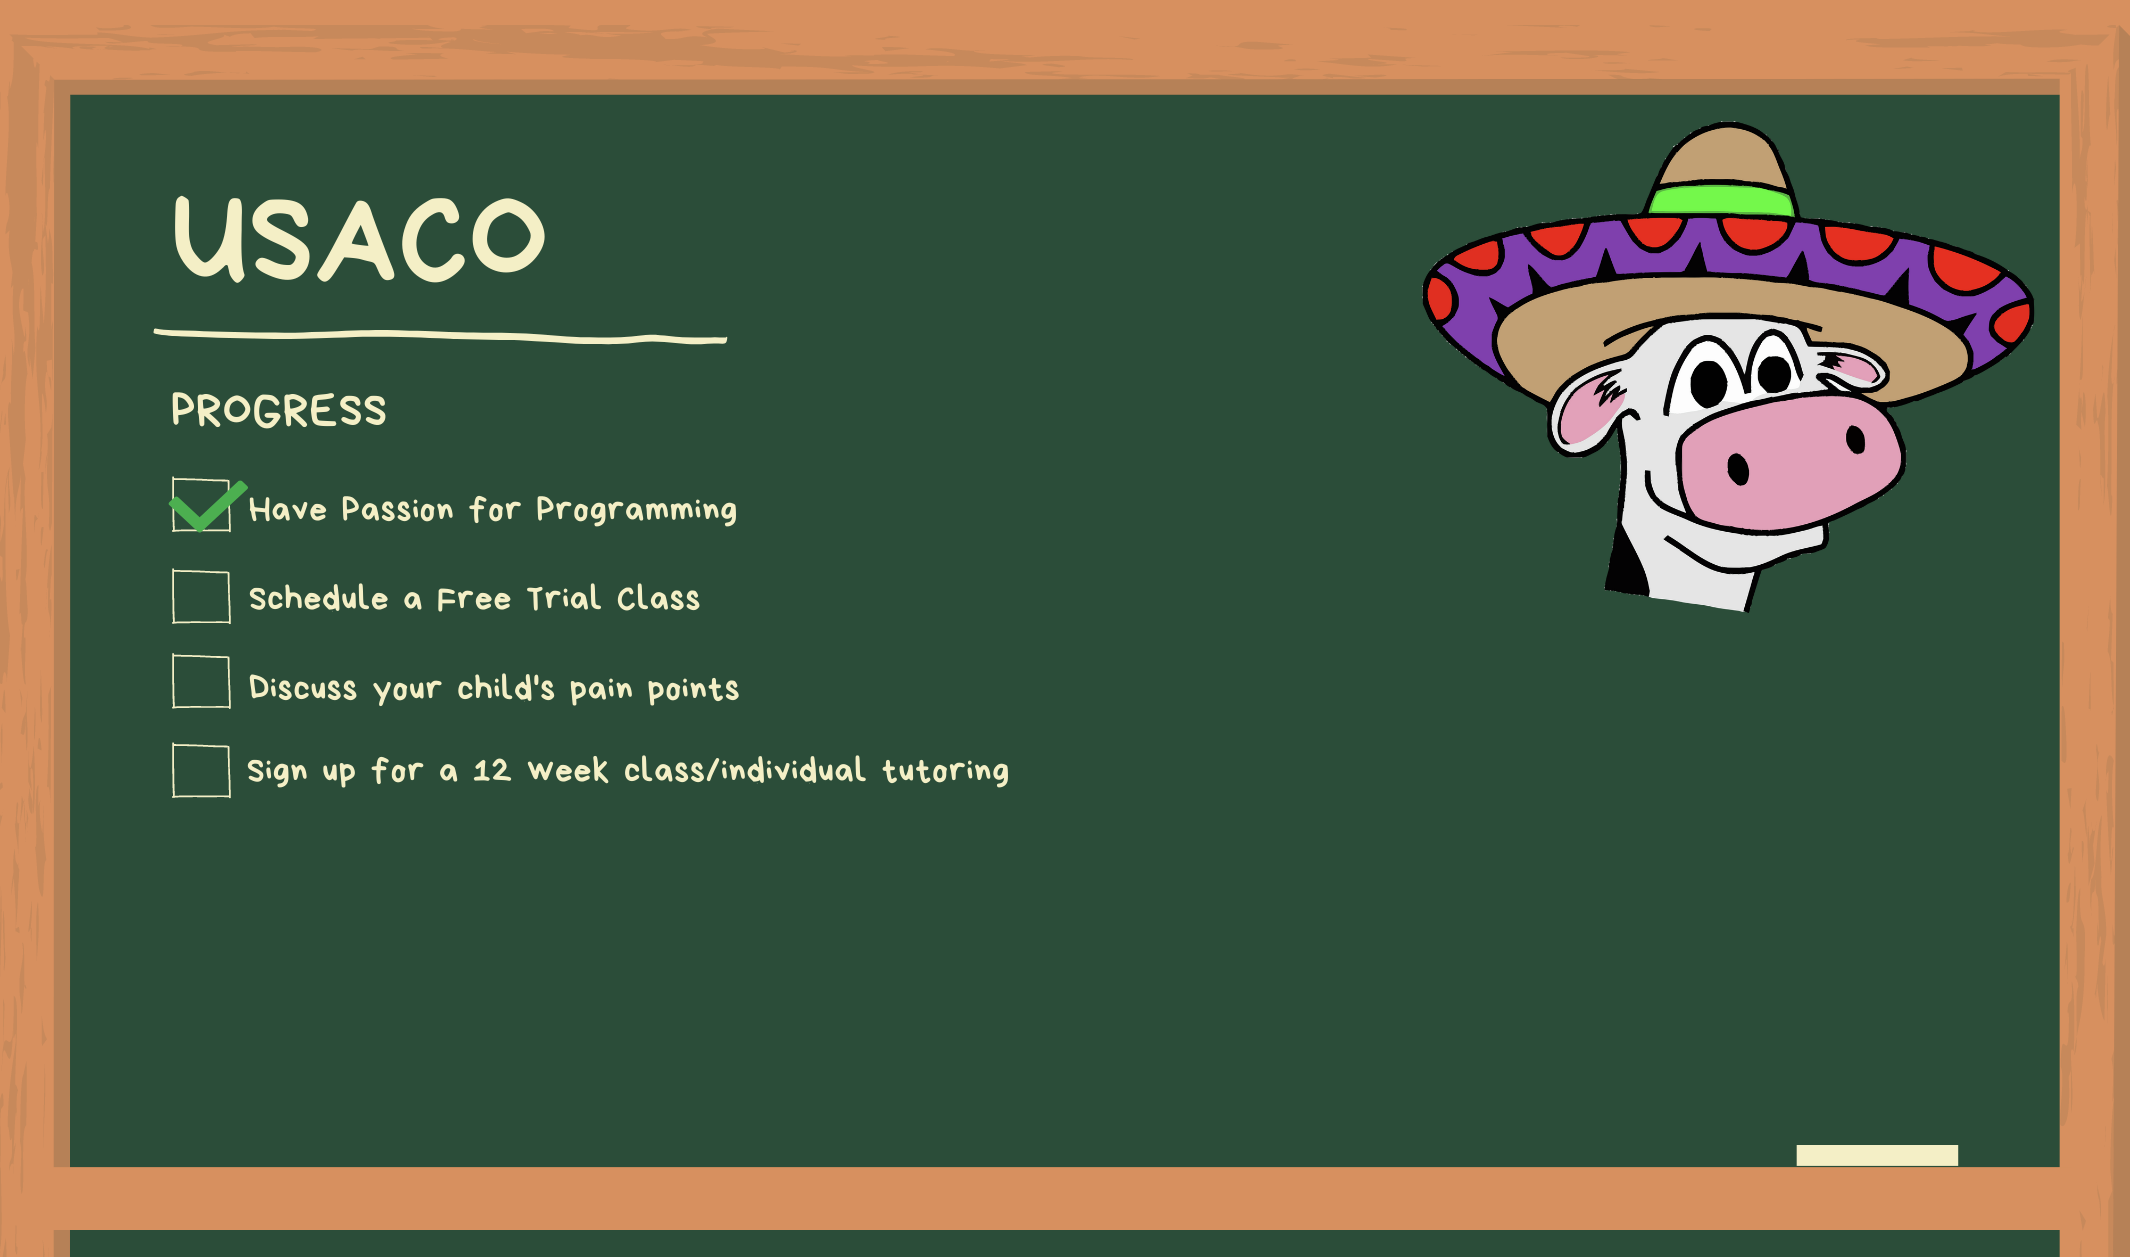 USACO
PROGRESS
Have Passion for Programming
Schedule a Free Trial Class
Discuss your child's pain points
Sign up for a 12 Week class/individual tutoring